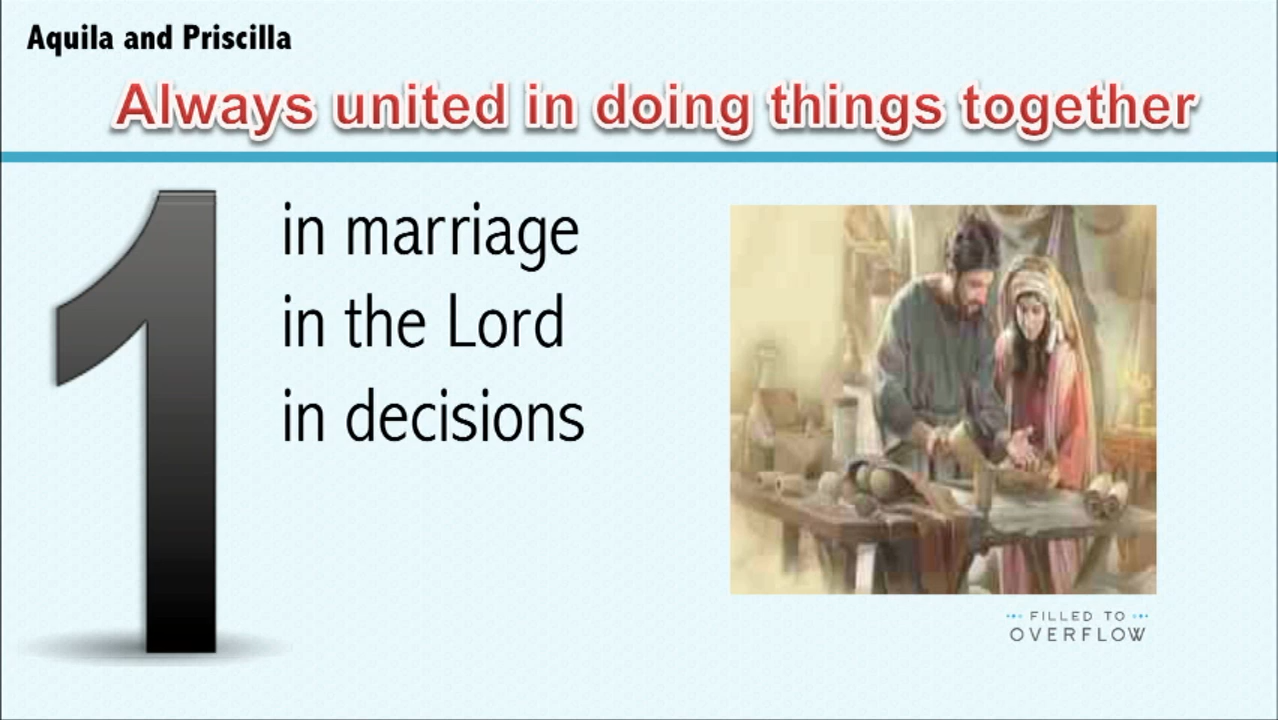 Aquila and Priscilla
Always united in doing things together
1
in marriage
in the Lord
in decisions
FILLED TO
OVERFLOW